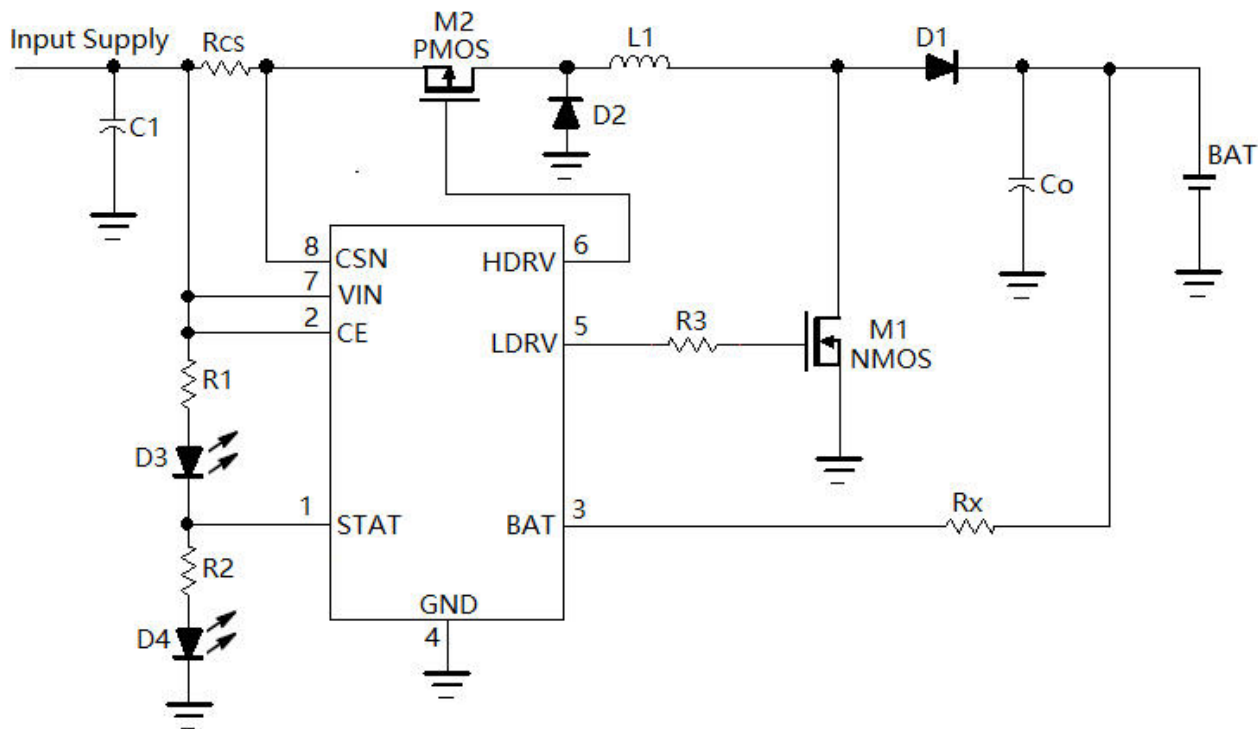 Input Supply
RCS
M2
PMOS
L1
D1
C1
D2
Co
BAT
8
CSN
HDRV
6
7
VIN
2
CE
LDRV
5
R3
M1
NMOS
R1
D3
1
STAT
BAT
3
Rx
R2
D4
GND
4